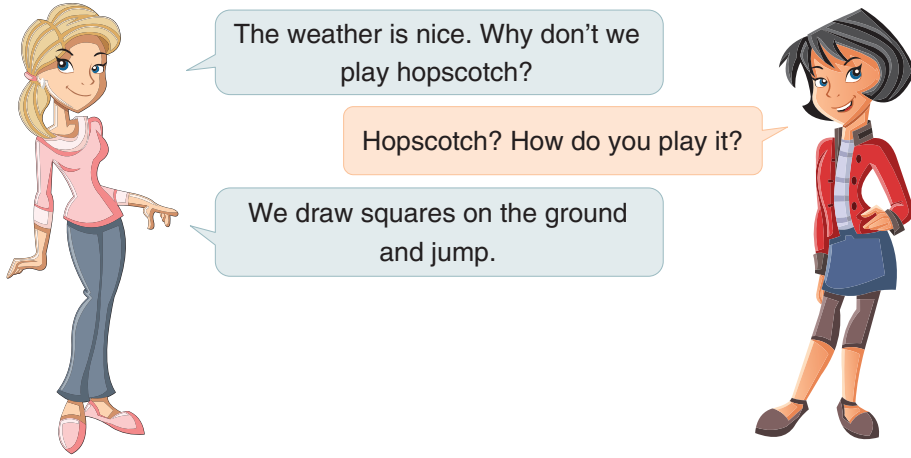 The weather is nice. Why don’t we
play hopscotch?
Hopscotch? How do you play it?
We draw squares on the ground
and jump.